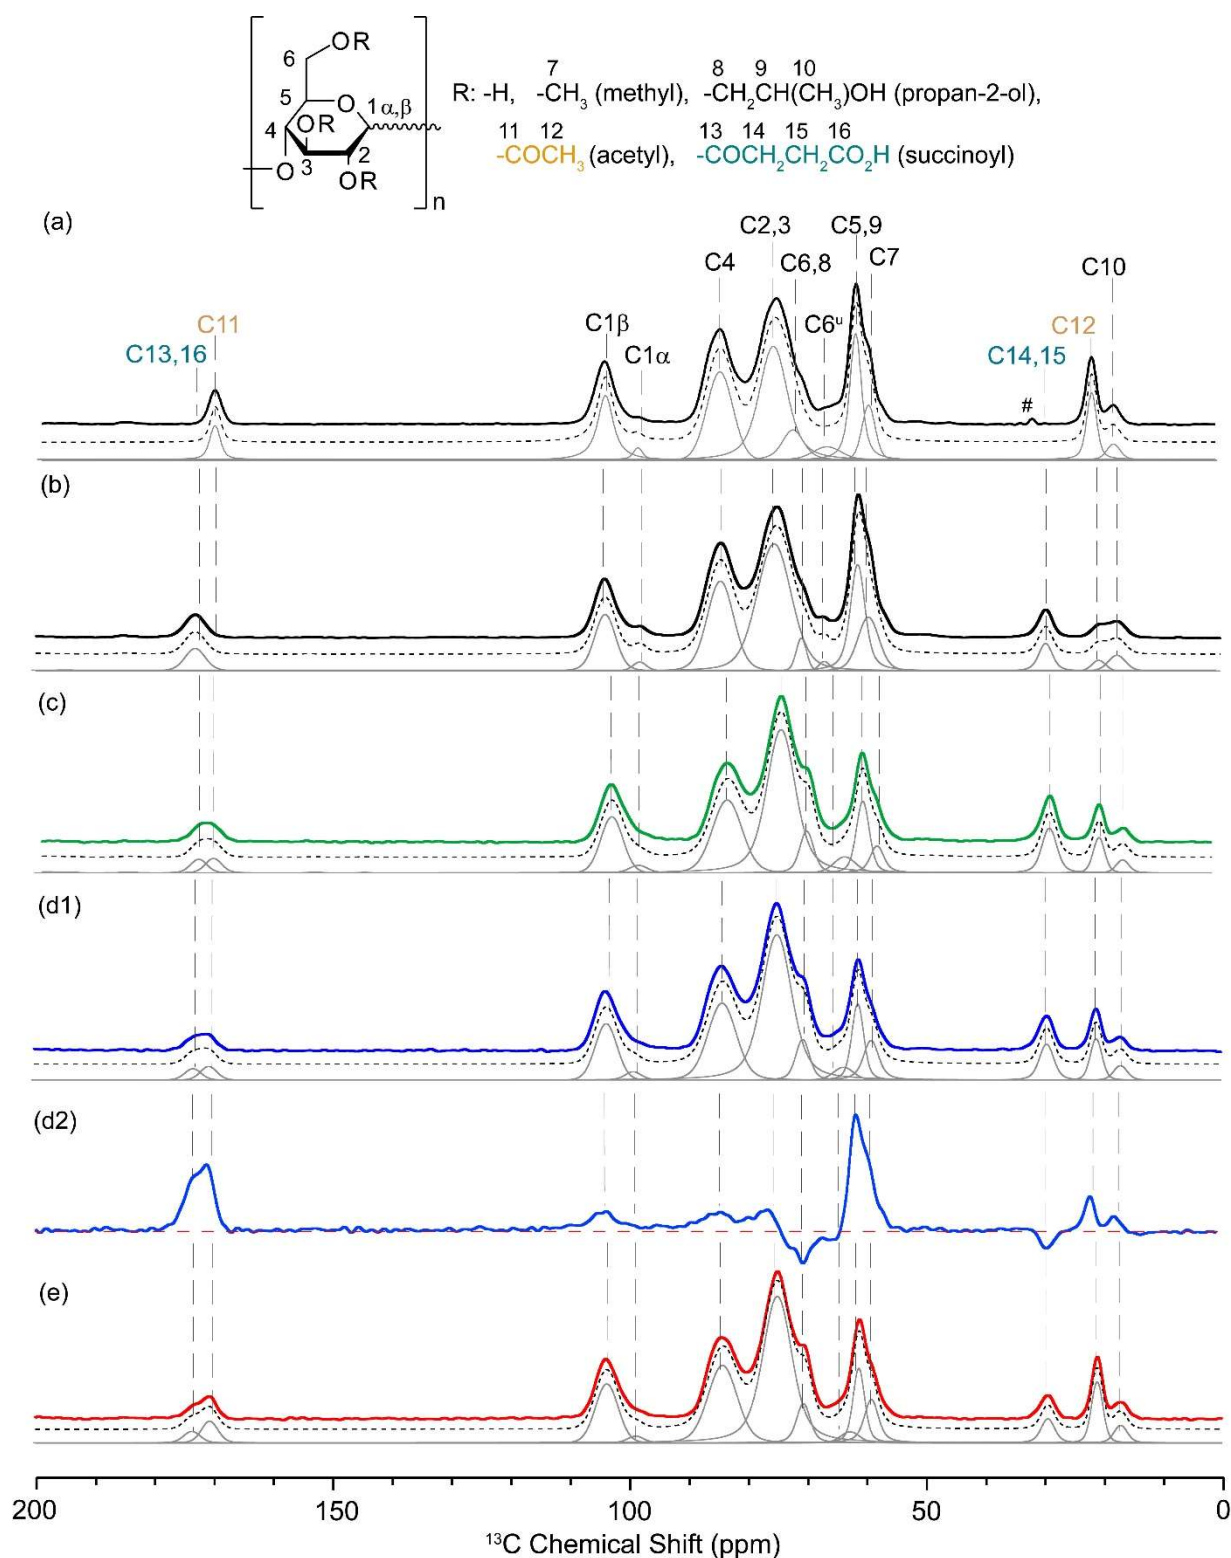 OR
6
5
O
1 α,β
4
OR
3
2
O
OR
n
7 8 9 10
R: -H, -CH₃ (methyl), -CH₂CH(CH₃)OH (propan-2-ol),
11 12 13 14 15 16
-COCH₃ (acetyl), -COCH₂CH₂CO₂H (succinoyl)
(a)
C2,3
C5,9
C4
C6,8
C7
C10
C11
C1β
C6ᵘ
C12
C13,16
C1α
C14,15
#
(b)
(c)
(d1)
(d2)
(e)
200 150 100 50 0
¹³C Chemical Shift (ppm)